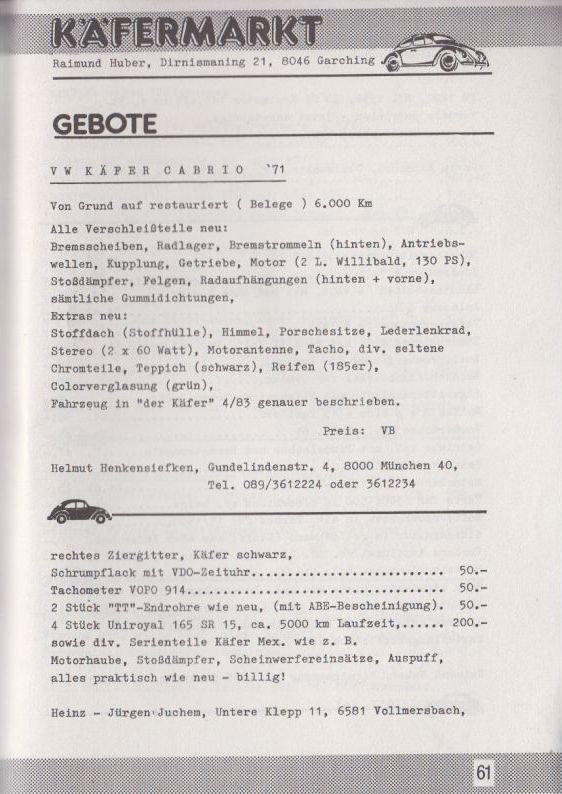 KÄFERMARKT
Raimund Huber, Dirnismaning 21, 8046 Garching
GEBOTE
VW KÄFER CABRIO '71
Von Grund auf restauriert ( Belege ) 6.000 Km
Alle Verschleißteile neu:
Bremsscheiben, Radlager, Bremstrommeln (hinten), Antriebs-
wellen, Kupplung, Getriebe, Motor (2 L. Willibald, 130 PS),
Stoßdämpfer, Felgen, Radaufhängungen (hinten + vorne),
sämtliche Gummidichtungen,
Extras neu:
Stoffdach (Stoffhülle), Himmel, Porschesitze, Lederlenkrad,
Stereo (2 x 60 Watt), Motorantenne, Tacho, div. seltene
Chromteile, Teppich (schwarz), Reifen (185er),
Colorverglasung (grün),
Fahrzeug in "der Käfer" 4/83 genauer beschrieben.
Preis: VB
Helmut Henkensiefken, Gundelindenstr. 4, 8000 München 40,
Tel. 089/3612224 oder 3612234
rechtes Ziergitter, Käfer schwarz,
Schrumpflack mit VDO-Zeituhr........................... 50.-
Tachometer VOPO 914.................................... 50.-
2 Stück "TT"-Endrohre wie neu, (mit ABE-Bescheinigung). 50.-
4 Stück Uniroyal 165 SR 15, ca. 5000 km Laufzeit,...... 200.-
sowie div. Serienteile Käfer Mex. wie z. B.
Motorhaube, Stoßdämpfer, Scheinwerfereinsätze, Auspuff,
alles praktisch wie neu - billig!
Heinz - Jürgen Juchem, Untere Klepp 11, 6581 Vollmersbach,
61